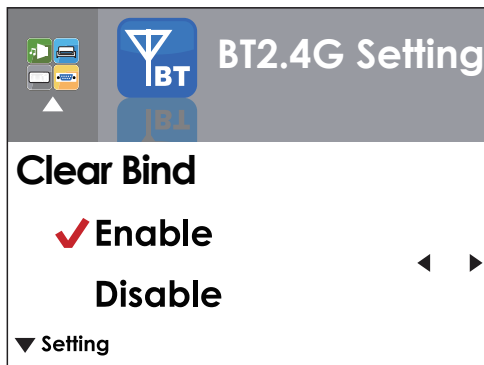 BT2.4G Setting
BT
Clear Bind
Enable
Disable
Setting